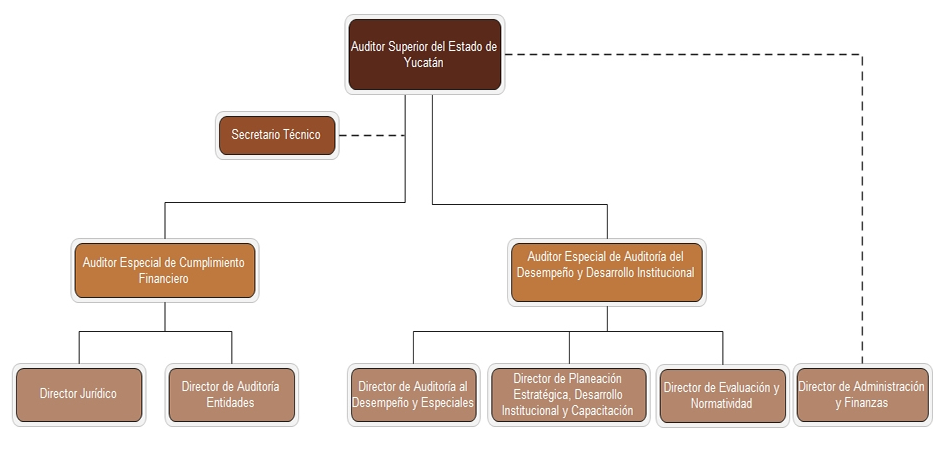 Auditor Superior del Estado de
Yucatán
Secretario Técnico
Auditor Especial de Cumplimiento
Financiero
Auditor Especial de Auditoría del
Desempeño y Desarrollo Institucional
Director Jurídico
Director de Auditoría
Entidades
Director de Auditoría al
Desempeño y Especiales
Director de Planeación
Estratégica, Desarrollo
Institucional y Capacitación
Director de Evaluación y
Normatividad
Director de Administración
y Finanzas